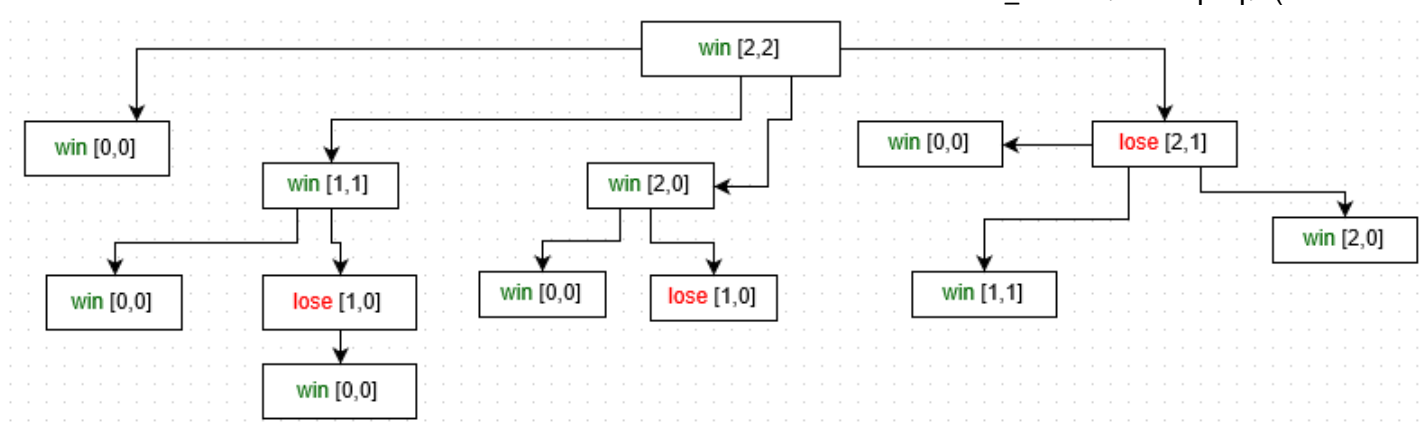 win [2,2]
win [0,0]
win [0,0]
lose [2,1]
win [1,1]
win [2,0]
win [2,0]
win [0,0]
lose [1,0]
win [0,0]
lose [1,0]
win [1,1]
win [0,0]